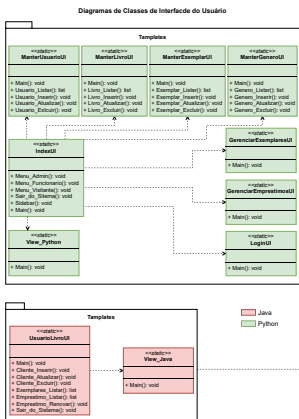 Diagramas de Classes de Interfacde do Usuário
Tamplates
<<static>>
ManterUsuarioUI
+ Main(): void
+ Usuario_Listar(): list
+ Usuario_Inserir(): void
+ Usuario_Atualizar(): void
+ Usuario_Excluir(): void
<<static>>
ManterLivroUI
+ Main(): void
+ Livro_Listar(): list
+ Livro_Inserir(): void
+ Livro_Atualizar(): void
+ Livro_Excluir(): void
<<static>>
ManterExemplarUI
+ Main(): void
+ Exemplar_Listar(): list
+ Exemplar_Inserir(): void
+ Exemplar_Atualizar(): void
+ Exemplar_Excluir(): void
<<static>>
ManterGeneroUI
+ Main(): void
+ Genero_Listar(): list
+ Genero_Inserir(): void
+ Genero_Atualizar(): void
+ Genero_Excluir(): void
<<static>>
IndexUI
+ Menu_Admin(): void
+ Menu_Funcionario(): void
+ Menu_Visitante(): void
+ Sair_do_Sitema(): void
+ Sidebar(): void
+ Main(): void
<<static>>
GerenciarExemplaresUI
+ Main(): void
<<static>>
GerenciarEmprestimosUI
+ Main(): void
<<static>>
View_Python
+ Main(): void
<<static>>
LoginUI
+ Main(): void
Tamplates
<<static>>
UsuarioLivroUI
+ Main(): void
+ Cliente_Inserir(): void
+ Cliente_Atualizar(): void
+ Cliente_Excluir(): void
+ Exemplares_Listar(): list
+ Emprestimo_Listar(): list
+ Emprestimo_Renovar(): void
+ Sair_do_Sistema(): void
<<static>>
View_Java
+ Main(): void
Java
Python